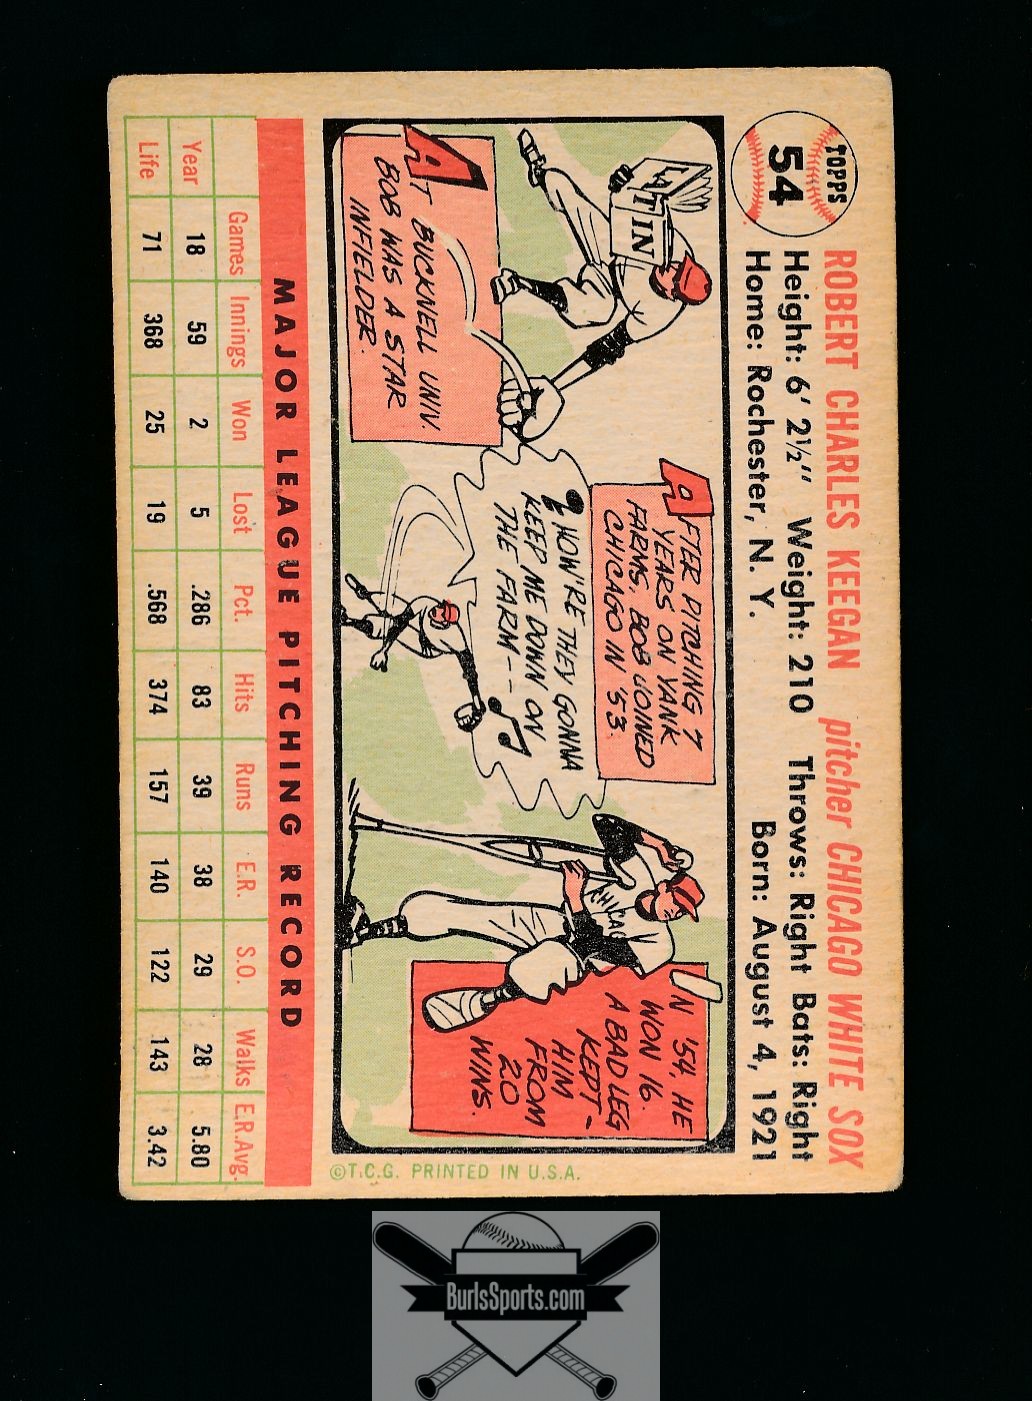 TOPPS
54
ROBERT CHARLES KEEGAN pitcher CHICAGO WHITE SOX
Height: 6' 2½" Weight: 210 Throws: Right Bats: Right
Home: Rochester, N. Y. Born: August 4, 1921
LATIN
AT BUCKNELL UNIV.
BOB WAS A STAR
INFIELDER.
AFTER PITCHING 7
YEARS ON YANK
FARMS, BOB JOINED
CHICAGO IN '53.
HOW'RE THEY GONNA
KEEP ME DOWN ON
THE FARM--
CHICAG
IN '54, HE
WON 16.
A BAD LEG
KEPT
HIM
FROM
20
WINS.
MAJOR LEAGUE PITCHING RECORD
Games Innings Won Lost Pct. Hits Runs E.R. S.O. Walks E.R.Avg.
Year 18 59 2 5 .286 83 39 38 29 28 5.80
Life 71 368 25 19 .568 374 157 140 122 143 3.42
©T.C.G. PRINTED IN U.S.A.
BurlsSports.com